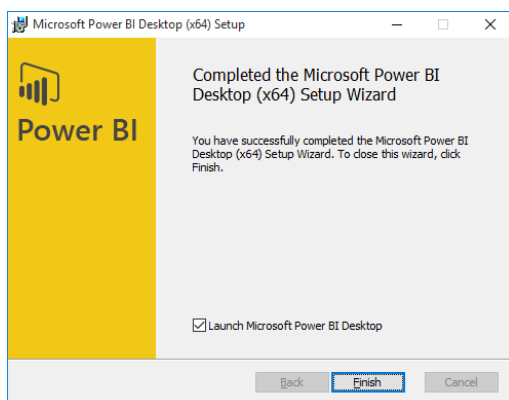 Microsoft Power BI Desktop (x64) Setup
Power BI
Completed the Microsoft Power BI
Desktop (x64) Setup Wizard
You have successfully completed the Microsoft Power BI
Desktop (x64) Setup Wizard. To close this wizard, click
Finish.
Launch Microsoft Power BI Desktop
Back
Finish
Cancel